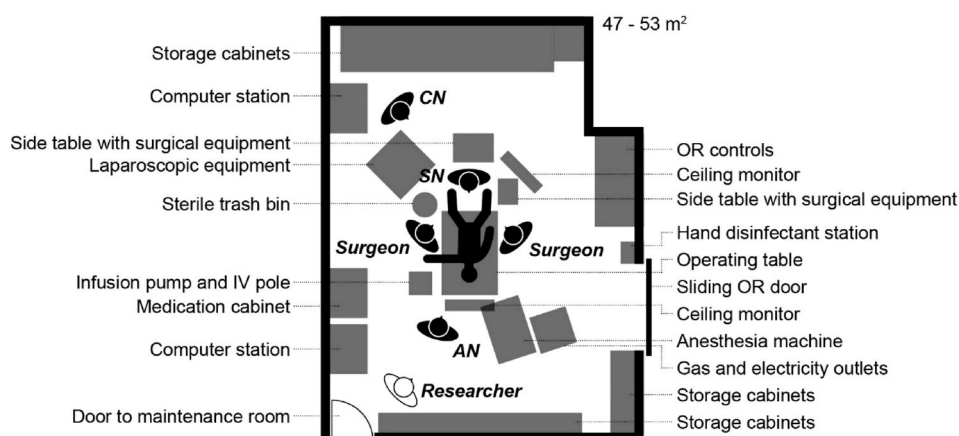 47 - 53 m²
Storage cabinets
Computer station
CN
Side table with surgical equipment
Laparoscopic equipment
SN
Sterile trash bin
Surgeon
Surgeon
Infusion pump and IV pole
Medication cabinet
Computer station
AN
Researcher
Door to maintenance room
OR controls
Ceiling monitor
Side table with surgical equipment
Hand disinfectant station
Operating table
Sliding OR door
Ceiling monitor
Anesthesia machine
Gas and electricity outlets
Storage cabinets
Storage cabinets